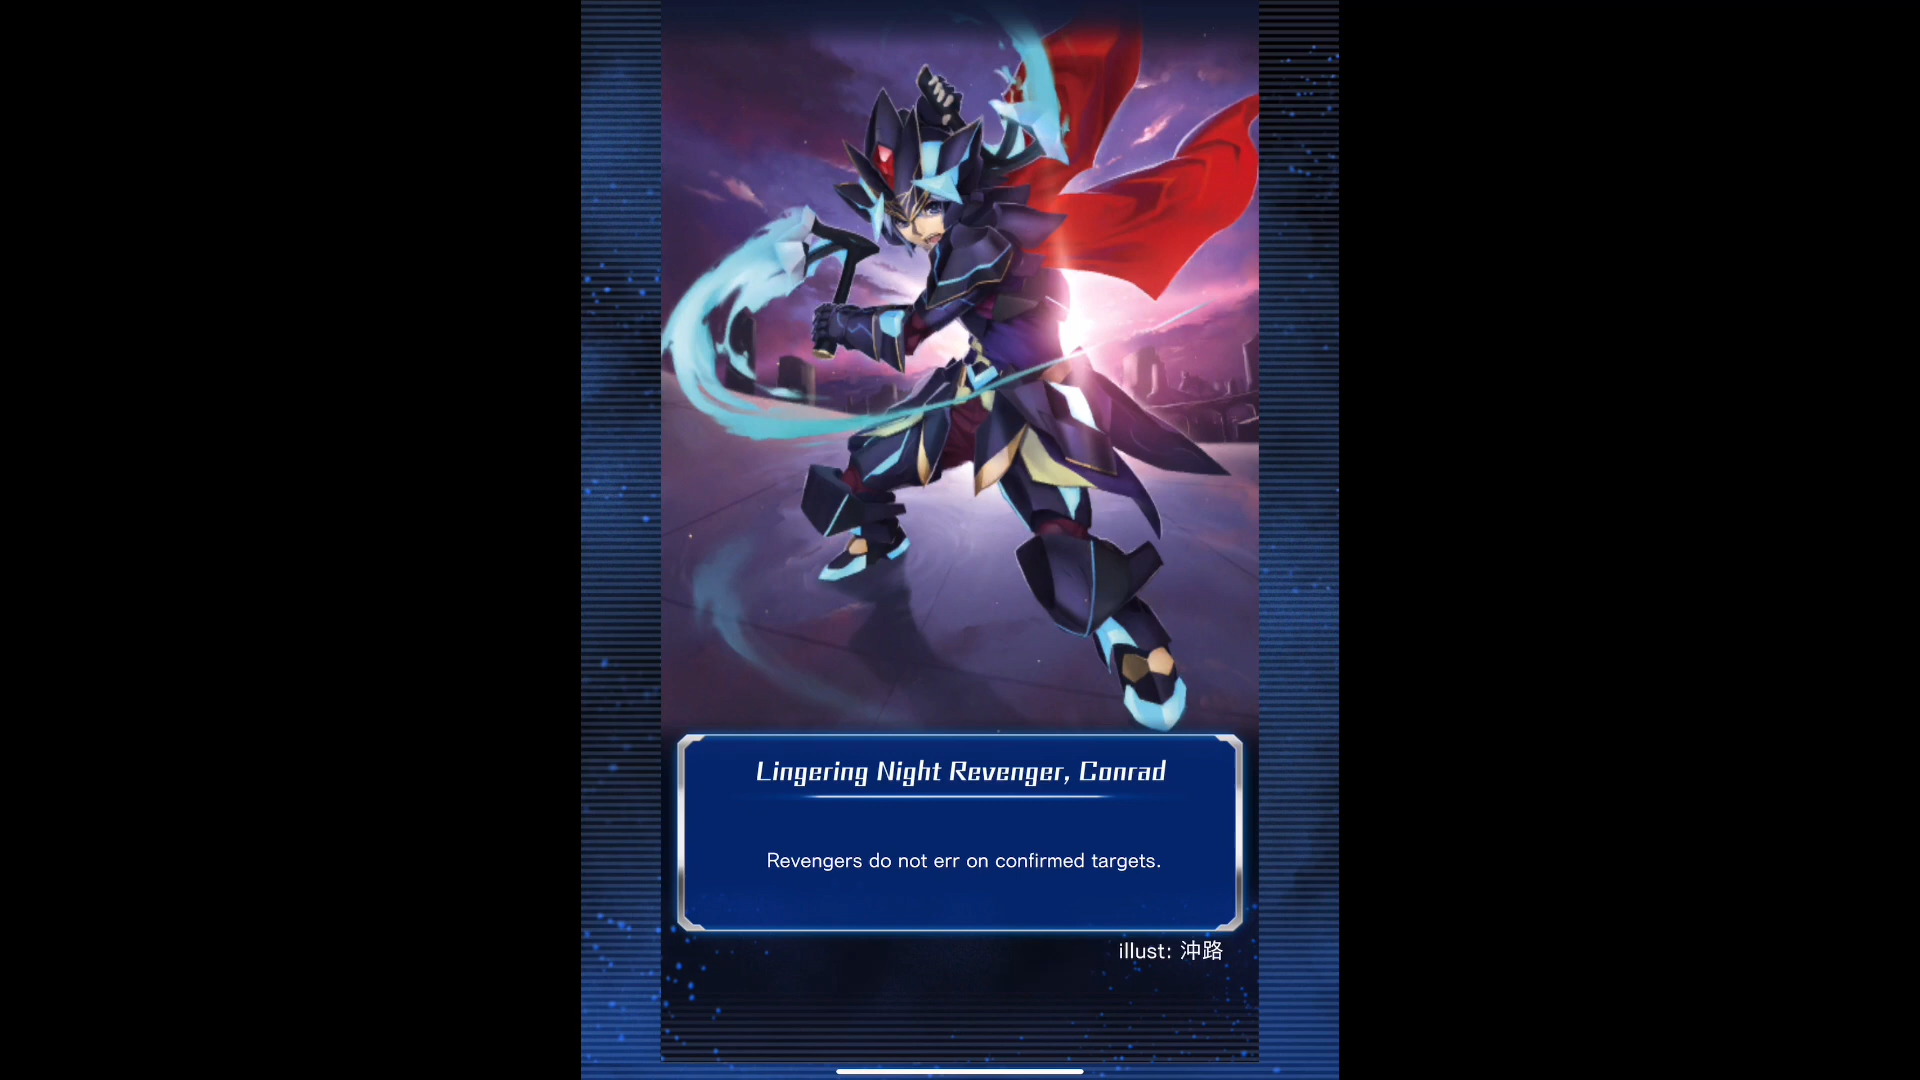 Lingering Night Revenger, Conrad
Revengers do not err on confirmed targets.
illust: 沖路